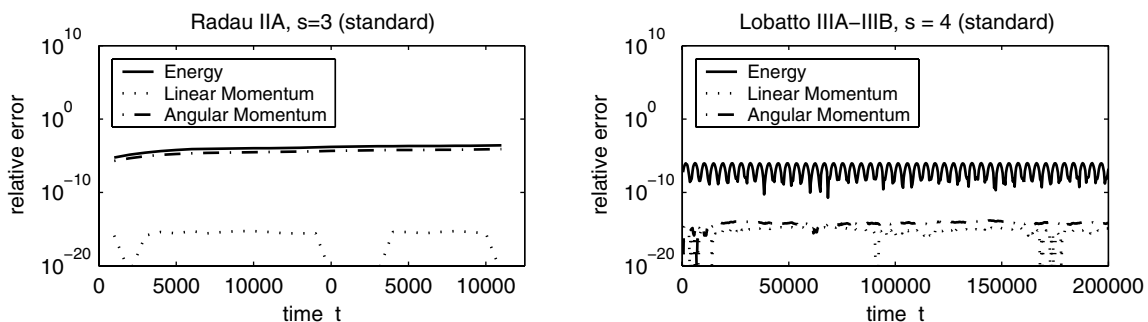 Radau IIA, s=3 (standard)
10^10
10^0
10^-10
10^-20
relative error
Energy
Linear Momentum
Angular Momentum
0 5000 10000 0 5000 10000
time t
Lobatto IIIA-IIIB, s = 4 (standard)
10^10
10^0
10^-10
10^-20
relative error
Energy
Linear Momentum
Angular Momentum
0 50000 100000 150000 200000
time t